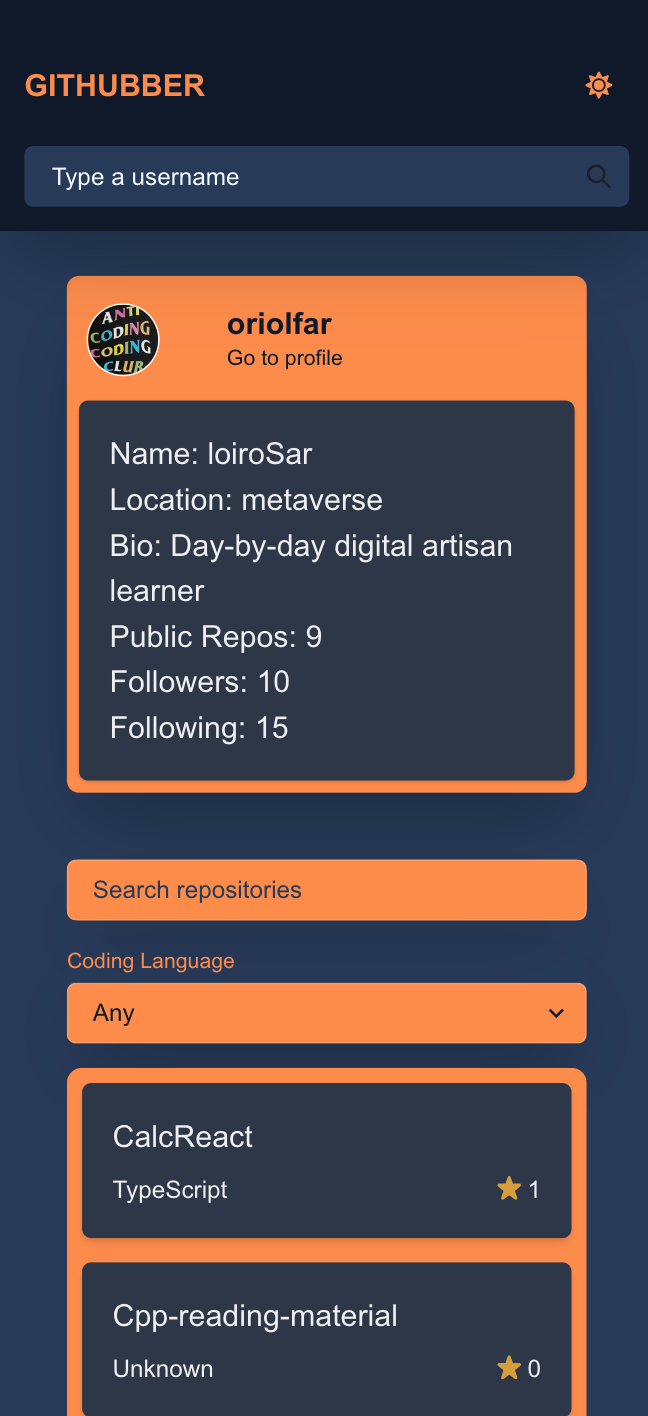 GITHUBBER
Type a username
ANTI
CODING
CODING
CLUB
oriolfar
Go to profile
Name: loiroSar
Location: metaverse
Bio: Day-by-day digital artisan
learner
Public Repos: 9
Followers: 10
Following: 15
Search repositories
Coding Language
Any
CalcReact
TypeScript
1
Cpp-reading-material
Unknown
0